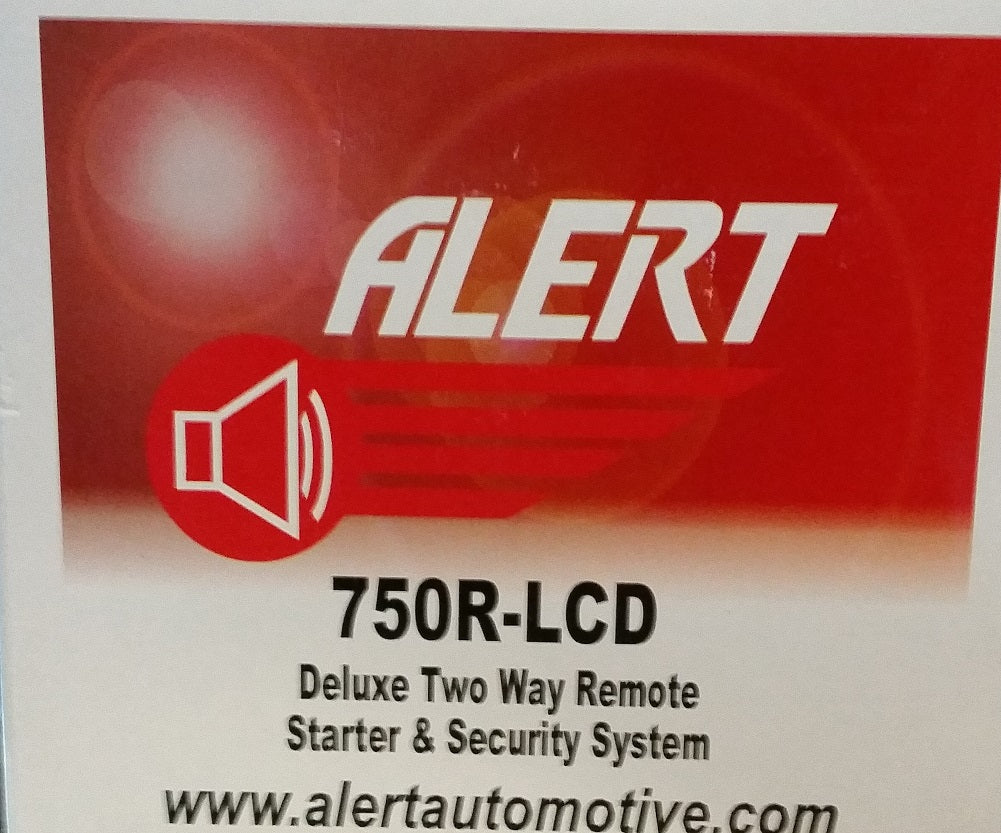 ALERT
750R-LCD
Deluxe Two Way Remote
Starter & Security System
www.alertautomotive.com